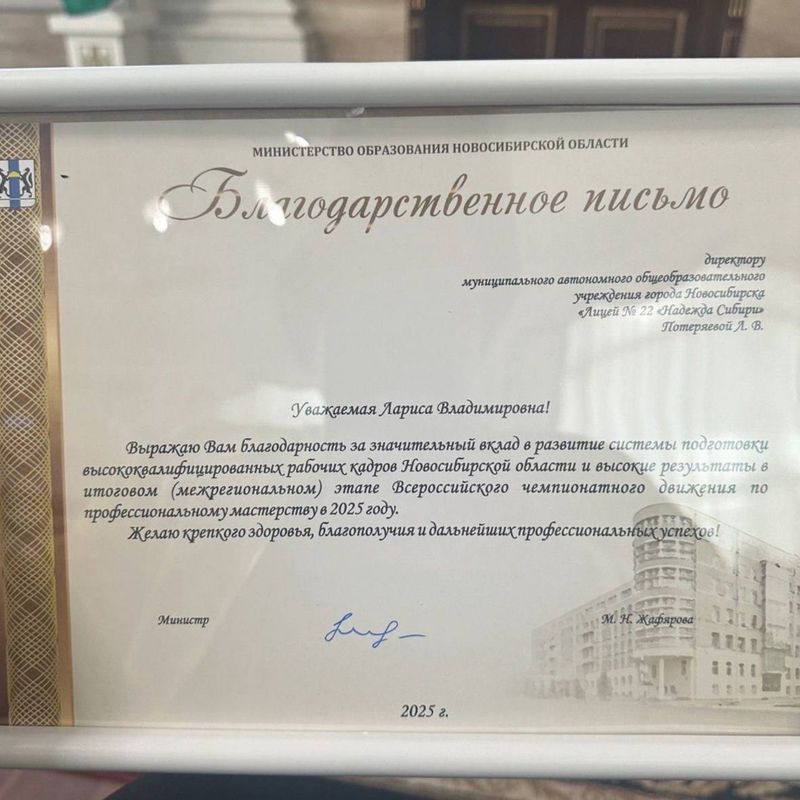 МИНИСТЕРСТВО ОБРАЗОВАНИЯ НОВОСИБИРСКОЙ ОБЛАСТИ
Благодарственное письмо
директору
муниципального автономного общеобразовательного
учреждения города Новосибирска
«Лицей № 22 «Надежда Сибири»
Потеряевой Л. В.
Уважаемая Лариса Владимировна!
Выражаю Вам благодарность за значительный вклад в развитие системы подготовки
высококвалифицированных рабочих кадров Новосибирской области и высокие результаты в
итоговом (межрегиональном) этапе Всероссийского чемпионатного движения по
профессиональному мастерству в 2025 году.
Желаю крепкого здоровья, благополучия и дальнейших профессиональных успехов!
Министр
М. Н. Жафярова
2025 г.